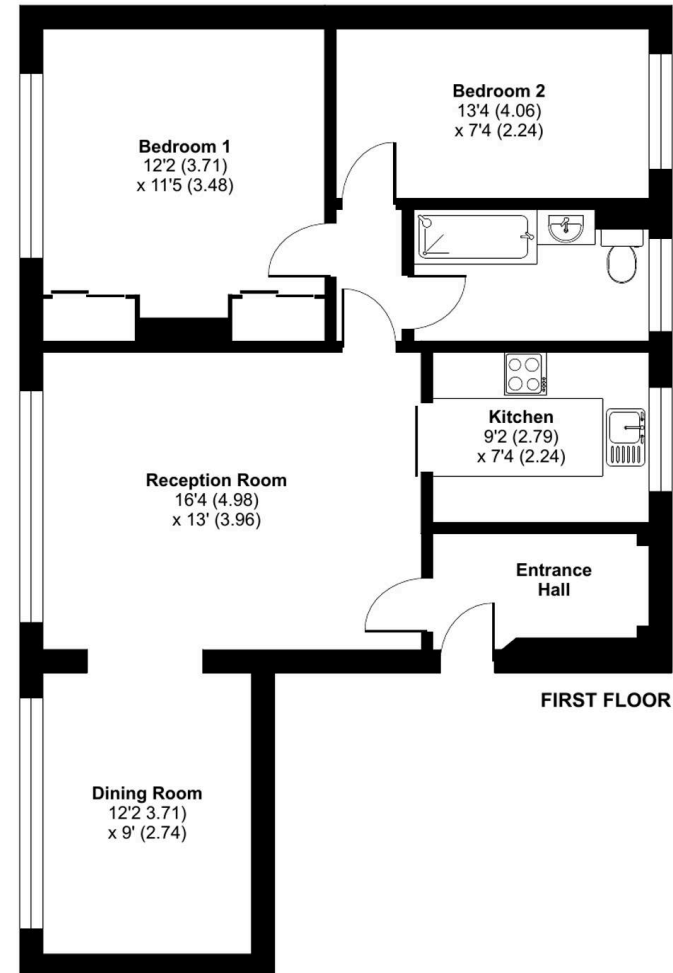 Bedroom 2
13'4 (4.06)
x 7'4 (2.24)
Bedroom 1
12'2 (3.71)
x 11'5 (3.48)
Kitchen
9'2 (2.79)
x 7'4 (2.24)
Reception Room
16'4 (4.98)
x 13' (3.96)
Entrance
Hall
FIRST FLOOR
Dining Room
12'2 3.71)
x 9' (2.74)